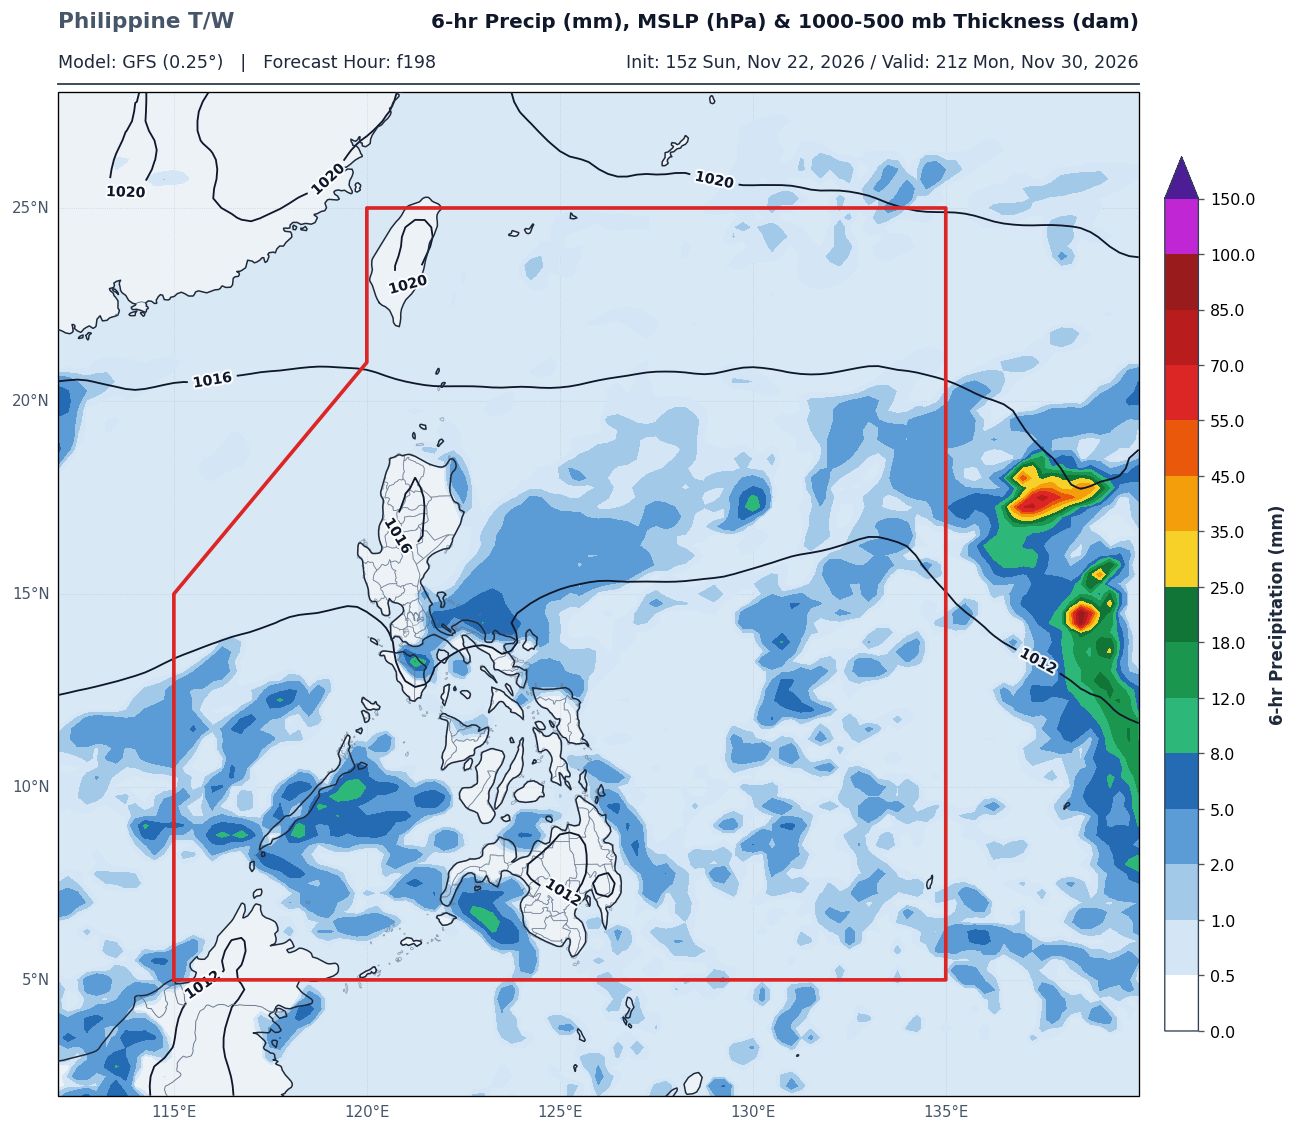 Philippine T/W
6-hr Precip (mm), MSLP (hPa) & 1000-500 mb Thickness (dam)
Model: GFS (0.25°) | Forecast Hour: f198
Init: 15z Sun, Nov 22, 2026 / Valid: 21z Mon, Nov 30, 2026
1020
1020
1020
1020
1016
1016
1012
1012
1012
25°N
20°N
15°N
10°N
5°N
115°E
120°E
125°E
130°E
135°E
150.0
100.0
85.0
70.0
55.0
45.0
35.0
25.0
18.0
12.0
8.0
5.0
2.0
1.0
0.5
0.0
6-hr Precipitation (mm)